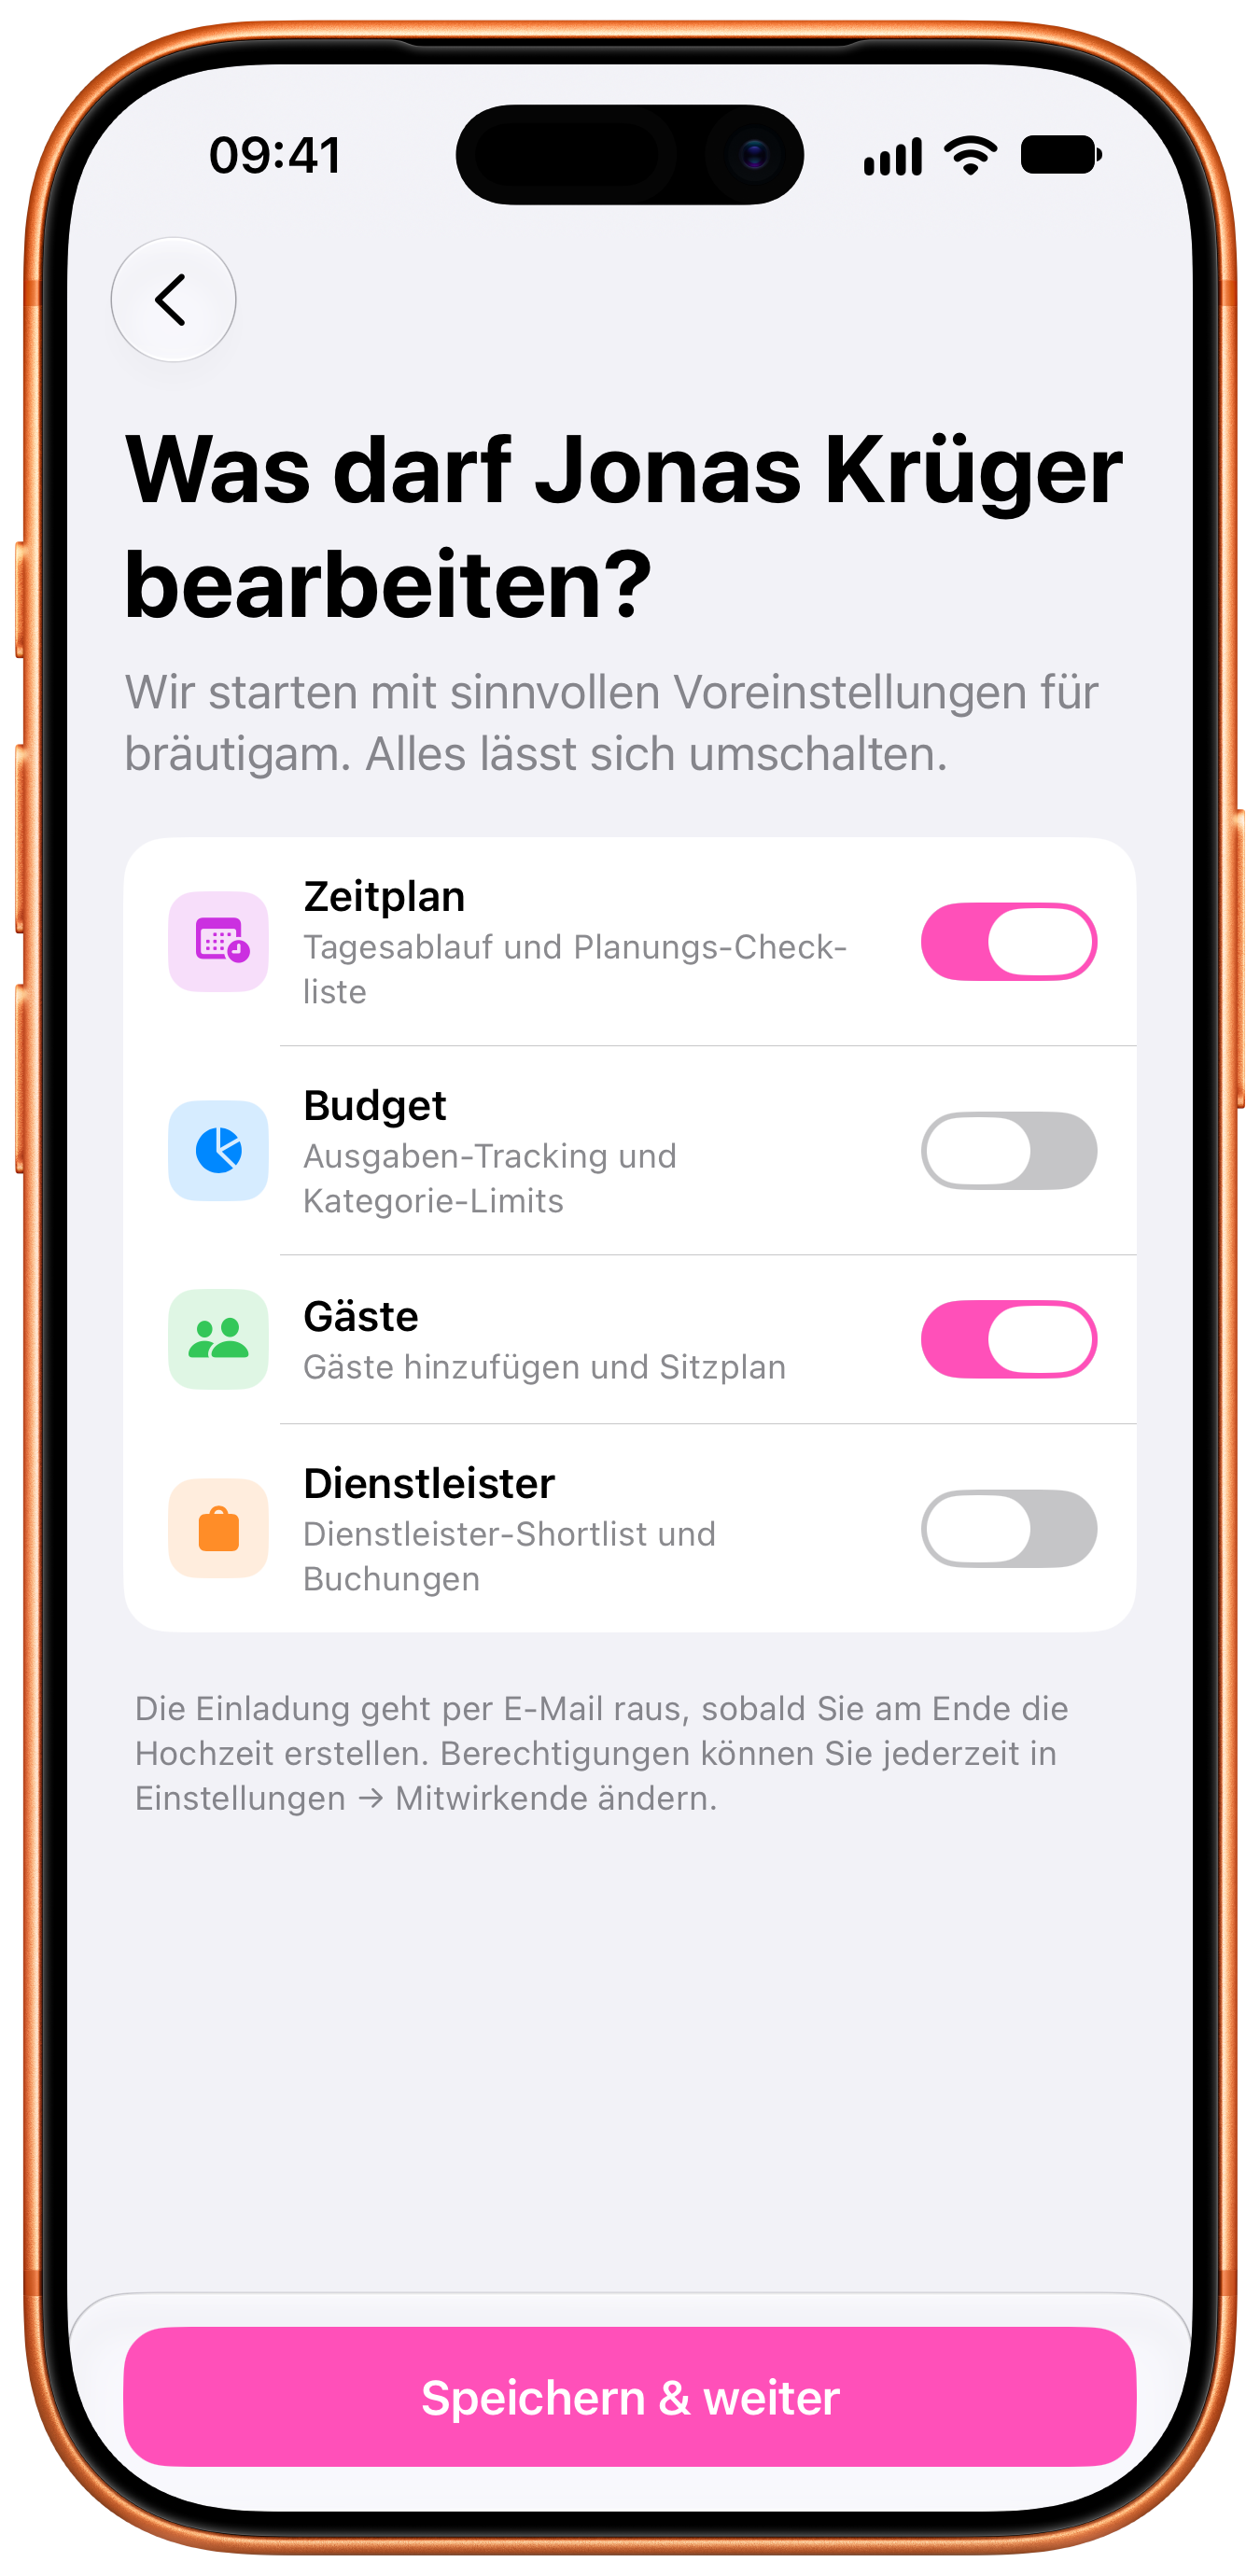 09:41
Was darf Jonas Krüger
bearbeiten?
Wir starten mit sinnvollen Voreinstellungen für
bräutigam. Alles lässt sich umschalten.
Zeitplan
Tagesablauf und Planungs-Check-
liste
Budget
Ausgaben-Tracking und
Kategorie-Limits
Gäste
Gäste hinzufügen und Sitzplan
Dienstleister
Dienstleister-Shortlist und
Buchungen
Die Einladung geht per E-Mail raus, sobald Sie am Ende die
Hochzeit erstellen. Berechtigungen können Sie jederzeit in
Einstellungen → Mitwirkende ändern.
Speichern & weiter